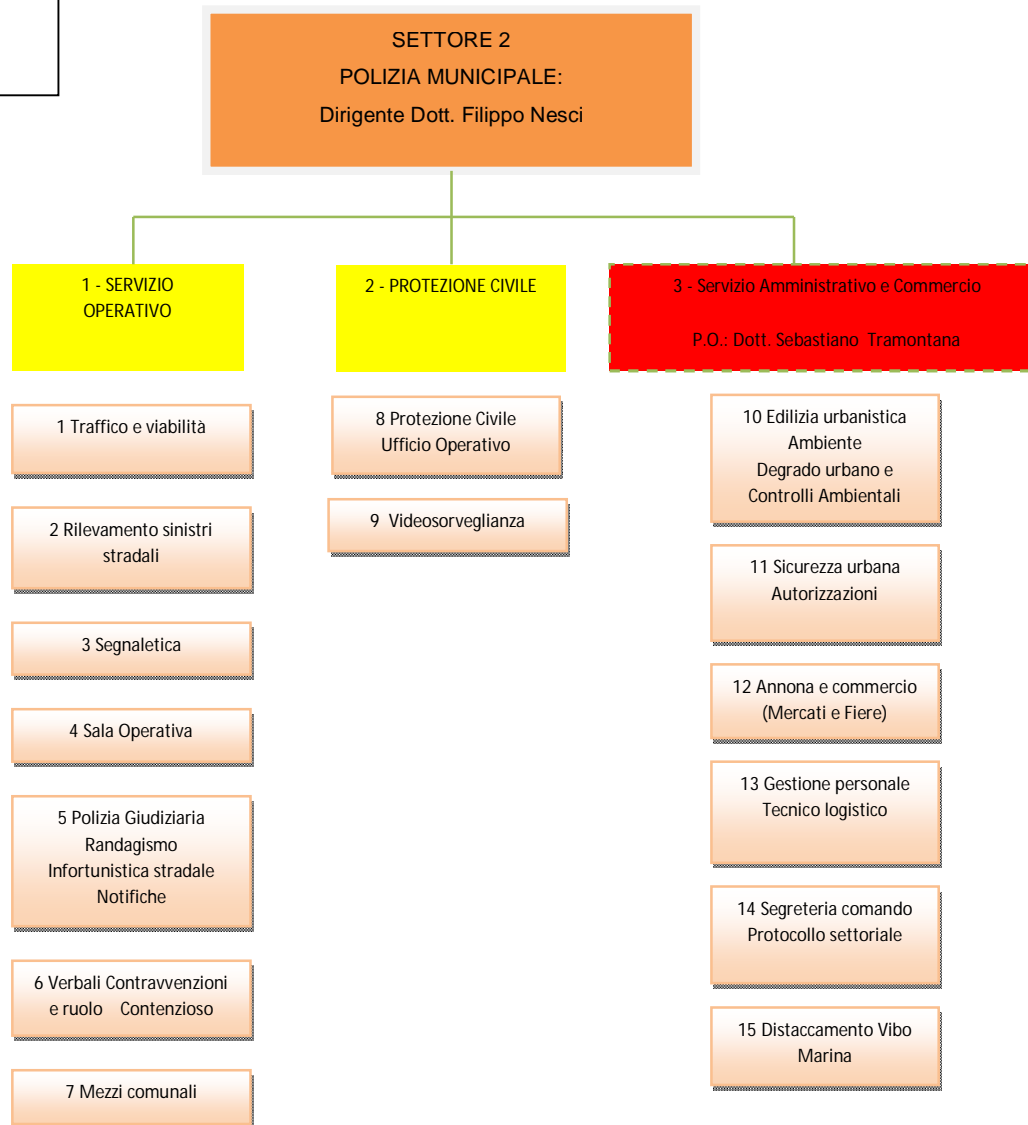 SETTORE 2
POLIZIA MUNICIPALE:
Dirigente Dott. Filippo Nesci
1 - SERVIZIO
OPERATIVO
2 - PROTEZIONE CIVILE
3 - Servizio Amministrativo e Commercio
P.O.: Dott. Sebastiano Tramontana
1 Traffico e viabilità
2 Rilevamento sinistri
stradali
3 Segnaletica
4 Sala Operativa
5 Polizia Giudiziaria
Randagismo
Infortunistica stradale
Notifiche
6 Verbali Contravvenzioni
e ruolo Contenzioso
7 Mezzi comunali
8 Protezione Civile
Ufficio Operativo
9 Videosorveglianza
10 Edilizia urbanistica
Ambiente
Degrado urbano e
Controlli Ambientali
11 Sicurezza urbana
Autorizzazioni
12 Annona e commercio
(Mercati e Fiere)
13 Gestione personale
Tecnico logistico
14 Segreteria comando
Protocollo settoriale
15 Distaccamento Vibo
Marina